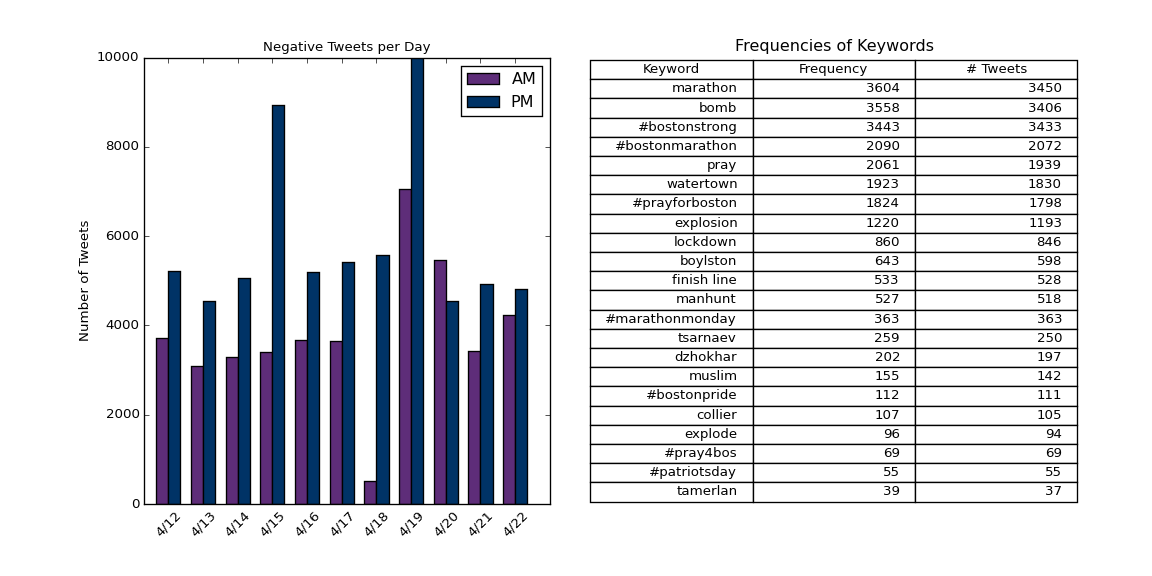 Negative Tweets per Day
10000
8000
6000
4000
2000
0
Number of Tweets
AM
PM
4/12 4/13 4/14 4/15 4/16 4/17 4/18 4/19 4/20 4/21 4/22
Frequencies of Keywords
Keyword Frequency # Tweets
marathon 3604 3450
bomb 3558 3406
#bostonstrong 3443 3433
#bostonmarathon 2090 2072
pray 2061 1939
watertown 1923 1830
#prayforboston 1824 1798
explosion 1220 1193
lockdown 860 846
boylston 643 598
finish line 533 528
manhunt 527 518
#marathonmonday 363 363
tsarnaev 259 250
dzhokhar 202 197
muslim 155 142
#bostonpride 112 111
collier 107 105
explode 96 94
#pray4bos 69 69
#patriotsday 55 55
tamerlan 39 37